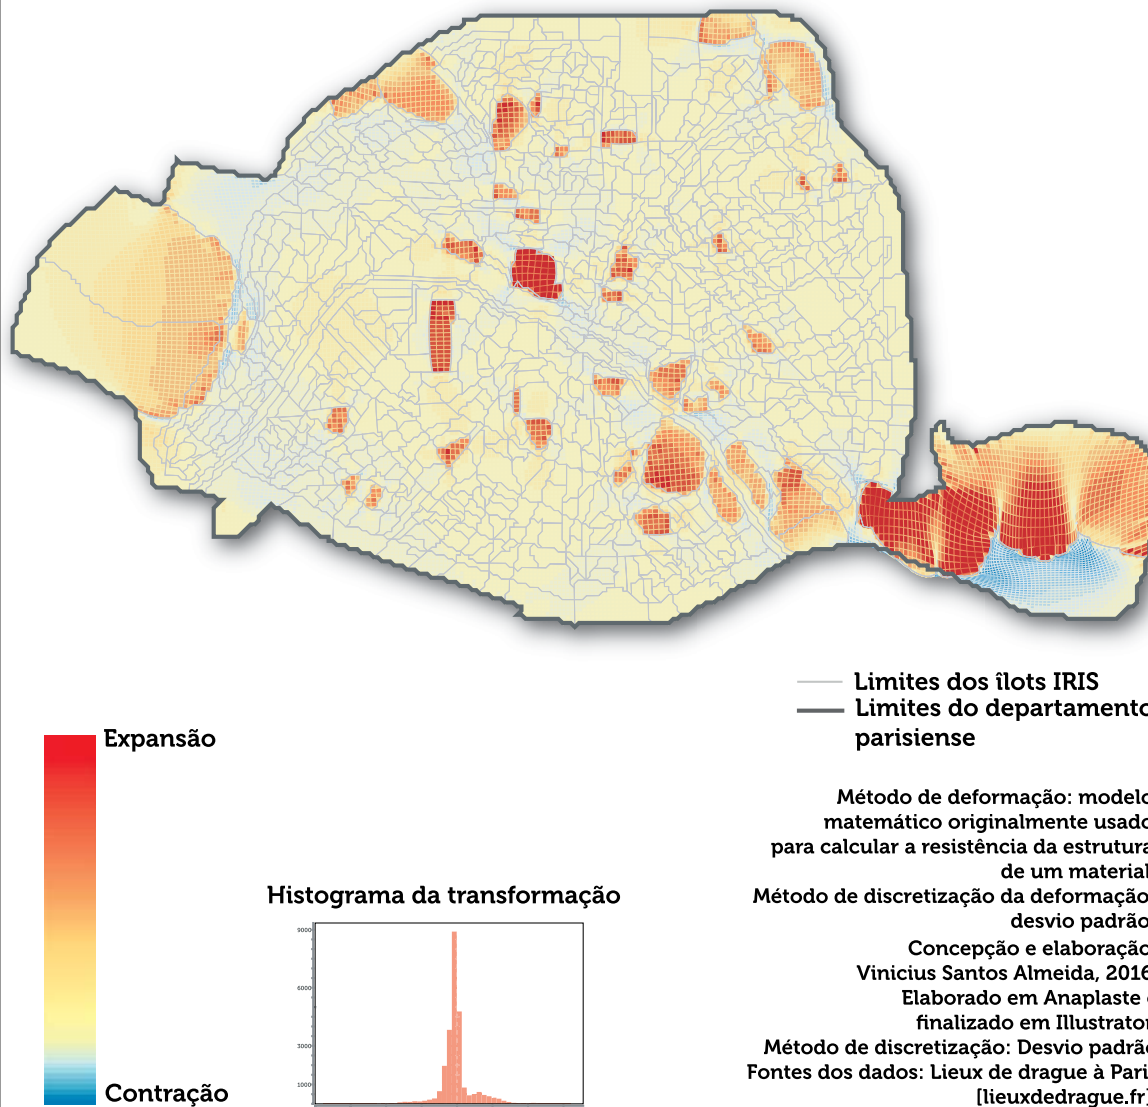 Limites dos îlots IRIS
Limites do departamento
parisiense
Expansão
Contração
Histograma da transformação
9000
6000
3000
1000
Método de deformação: modelo
matemático originalmente usado
para calcular a resistência da estrutura
de um material
Método de discretização da deformação
desvio padrão
Concepção e elaboração
Vinicius Santos Almeida, 2016
Elaborado em Anaplaste e
finalizado em Illustrator
Método de discretização: Desvio padrão
Fontes dos dados: Lieux de drague à Pari
[lieuxdedrague.fr]